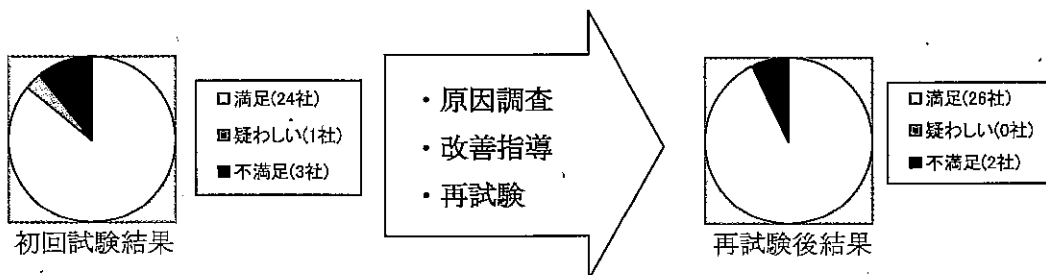 満足(24社)
疑わしい(1社)
不満足(3社)
初回試験結果
・原因調査
・改善指導
・再試験
満足(26社)
疑わしい(0社)
不満足(2社)
再試験後結果